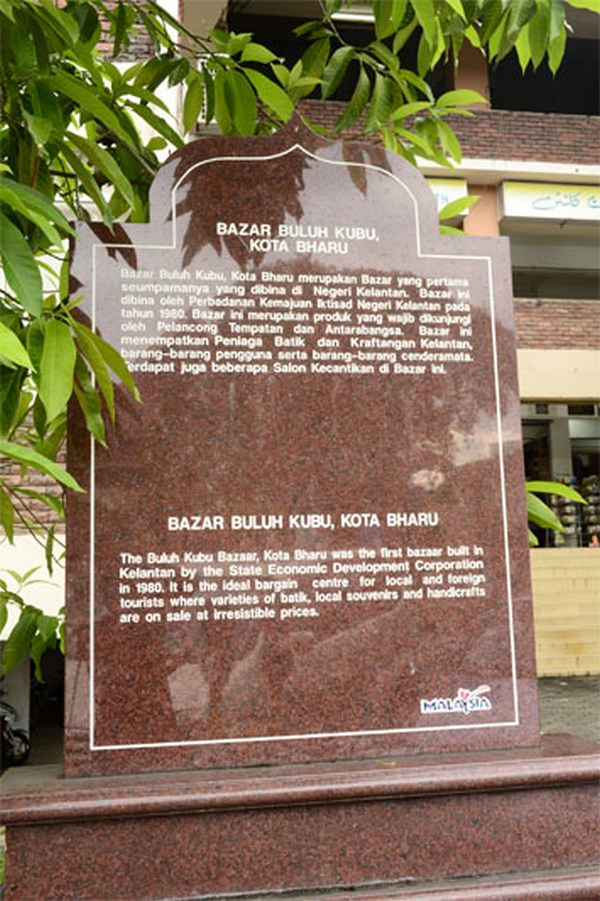 BAZAR BULUH KUBU,
KOTA BHARU
Bazar Buluh Kubu, Kota Bharu merupakan Bazar yang pertama
seumpamanya yang dibina di Negeri Kelantan. Bazar ini
dibina oleh Perbadanan Kemajuan Iktisad Negeri Kelantan pada
tahun 1980. Bazar ini merupakan produk yang wajib dikunjungi
oleh Pelancong Tempatan dan Antarabangsa. Bazar ini
menempatkan Peniaga Batik dan Kraftangan Kelantan,
barang-barang pengguna serta barang-barang cenderamata.
Terdapat juga beberapa Salon Kecantikan di Bazar ini.
BAZAR BULUH KUBU, KOTA BHARU
The Buluh Kubu Bazaar, Kota Bharu was the first bazaar built in
Kelantan by the State Economic Development Corporation
in 1980. It is the ideal bargain centre for local and foreign
tourists where varieties of batik, local souvenirs and handicrafts
are on sale at irresistible prices.
MALAYSIA